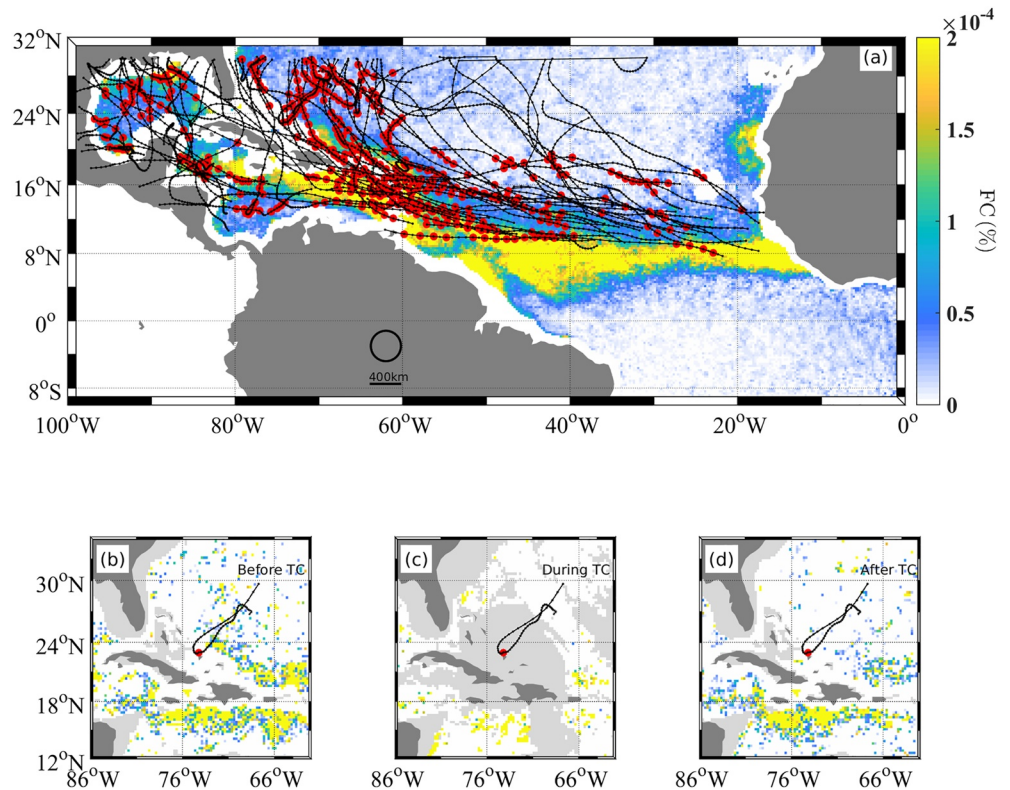 ×10⁻⁴
32°N
(a)
2
24°N
1.5
16°N
1
8°N
FC (%)
0.5
0°
400km
8°S
0
100°W 80°W 60°W 40°W 20°W 0°
(b) (c) (d)
Before TC During TC After TC
30°N
24°N
18°N
12°N
86°W 76°W 66°W 86°W 76°W 66°W 86°W 76°W 66°W